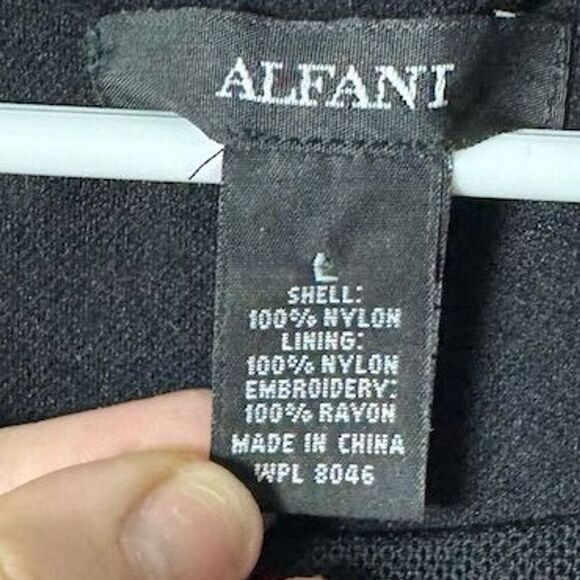 ALFANI
L
SHELL:
100% NYLON
LINING:
100% NYLON
EMBROIDERY:
100% RAYON
MADE IN CHINA
WPL 8046